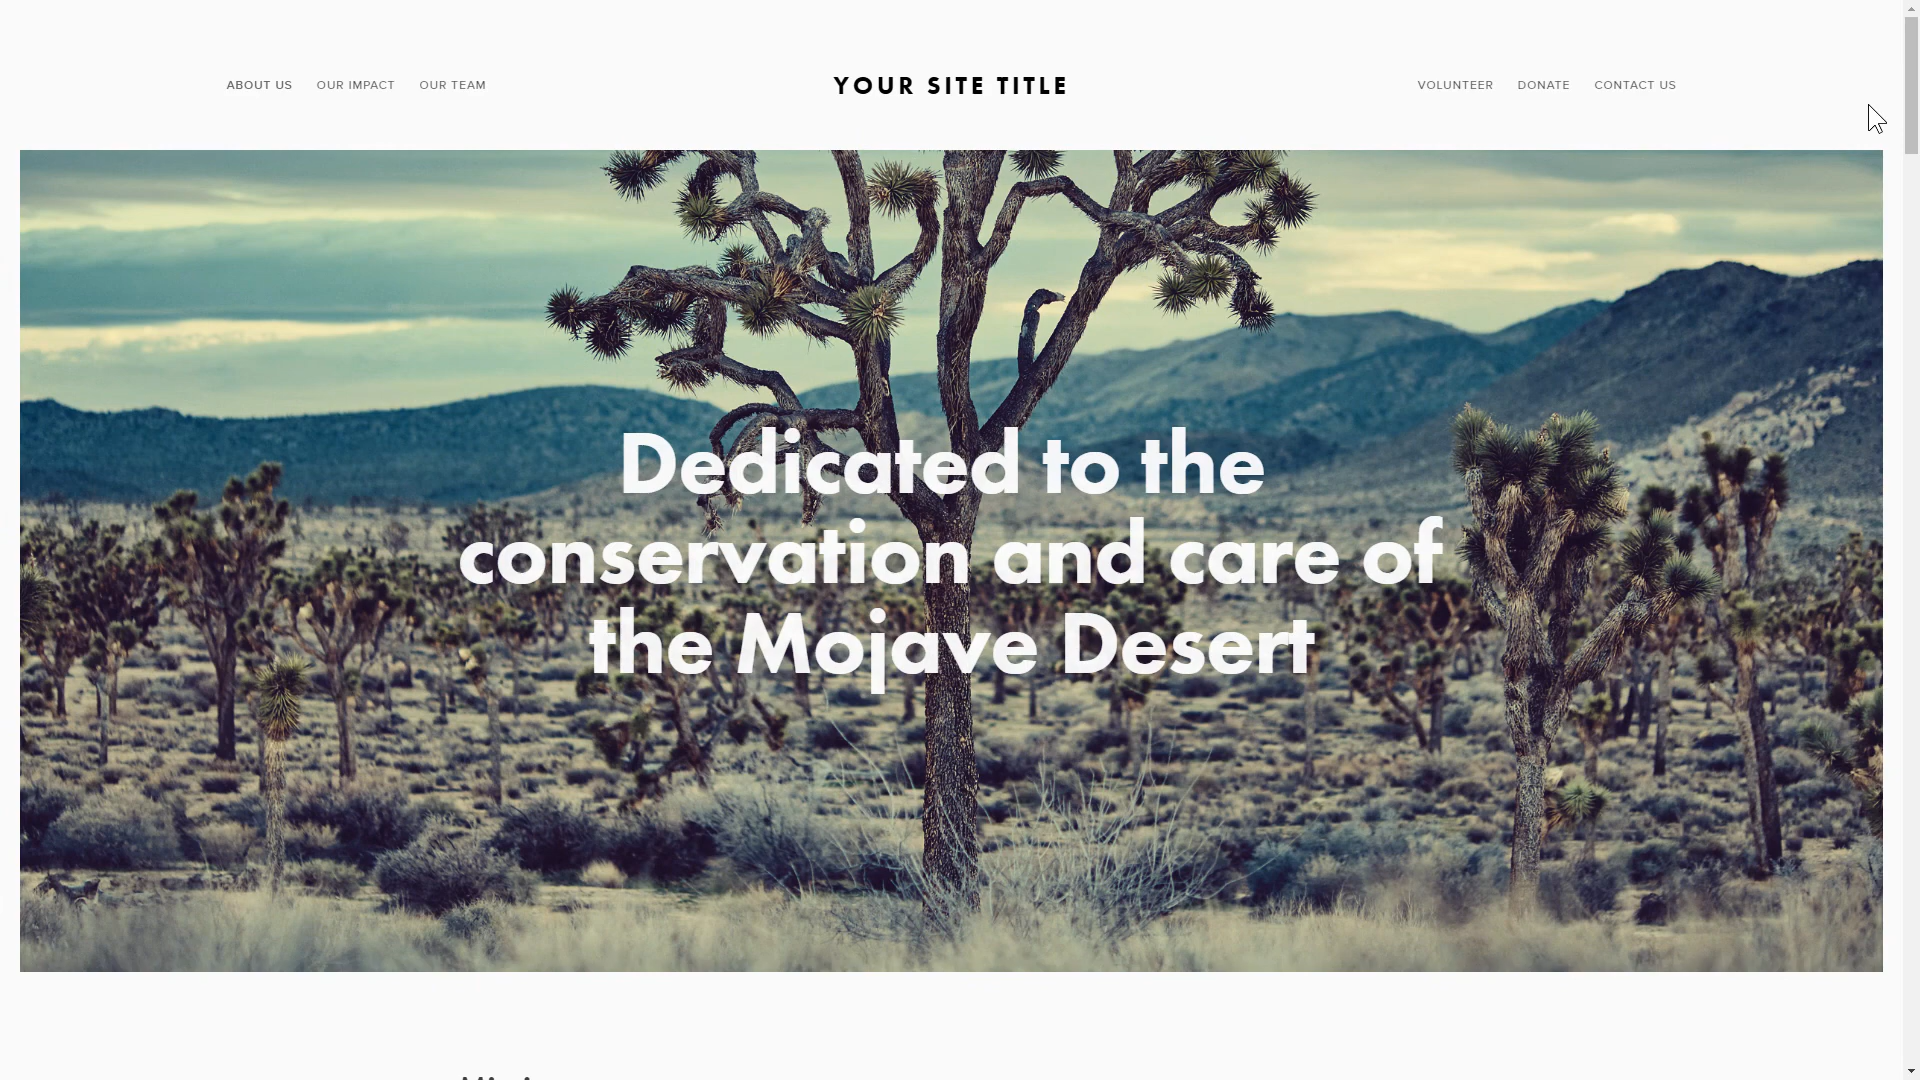 ABOUT US OUR IMPACT OUR TEAM YOUR SITE TITLE VOLUNTEER DONATE CONTACT US
Dedicated to the
conservation and care of
the Mojave Desert